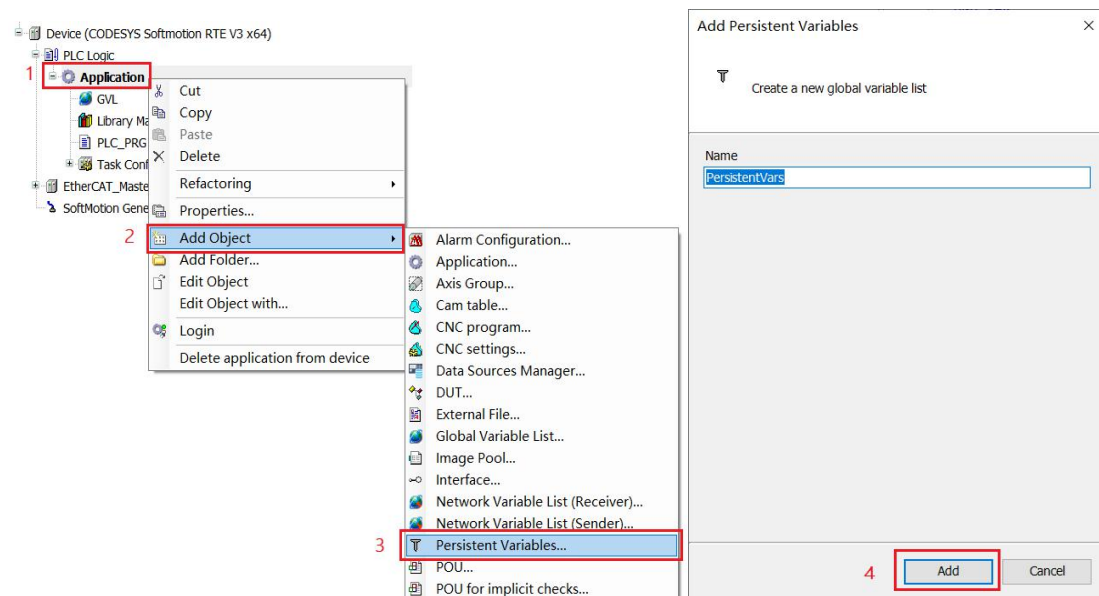 Device (CODESYS Softmotion RTE V3 x64)
PLC Logic
1
Application
GVL
Library Ma
PLC_PRG
Task Conf
EtherCAT_Maste
SoftMotion Gene
Cut
Copy
Paste
Delete
Refactoring
Properties...
2
Add Object
Add Folder...
Edit Object
Edit Object with...
Login
Delete application from device
Alarm Configuration...
Application...
Axis Group...
Cam table...
CNC program...
CNC settings...
Data Sources Manager...
DUT...
External File...
Global Variable List...
Image Pool...
Interface...
Network Variable List (Receiver)...
Network Variable List (Sender)...
3
Persistent Variables...
POU...
POU for implicit checks...
Add Persistent Variables
Create a new global variable list
Name
PersistentVars
4
Add
Cancel